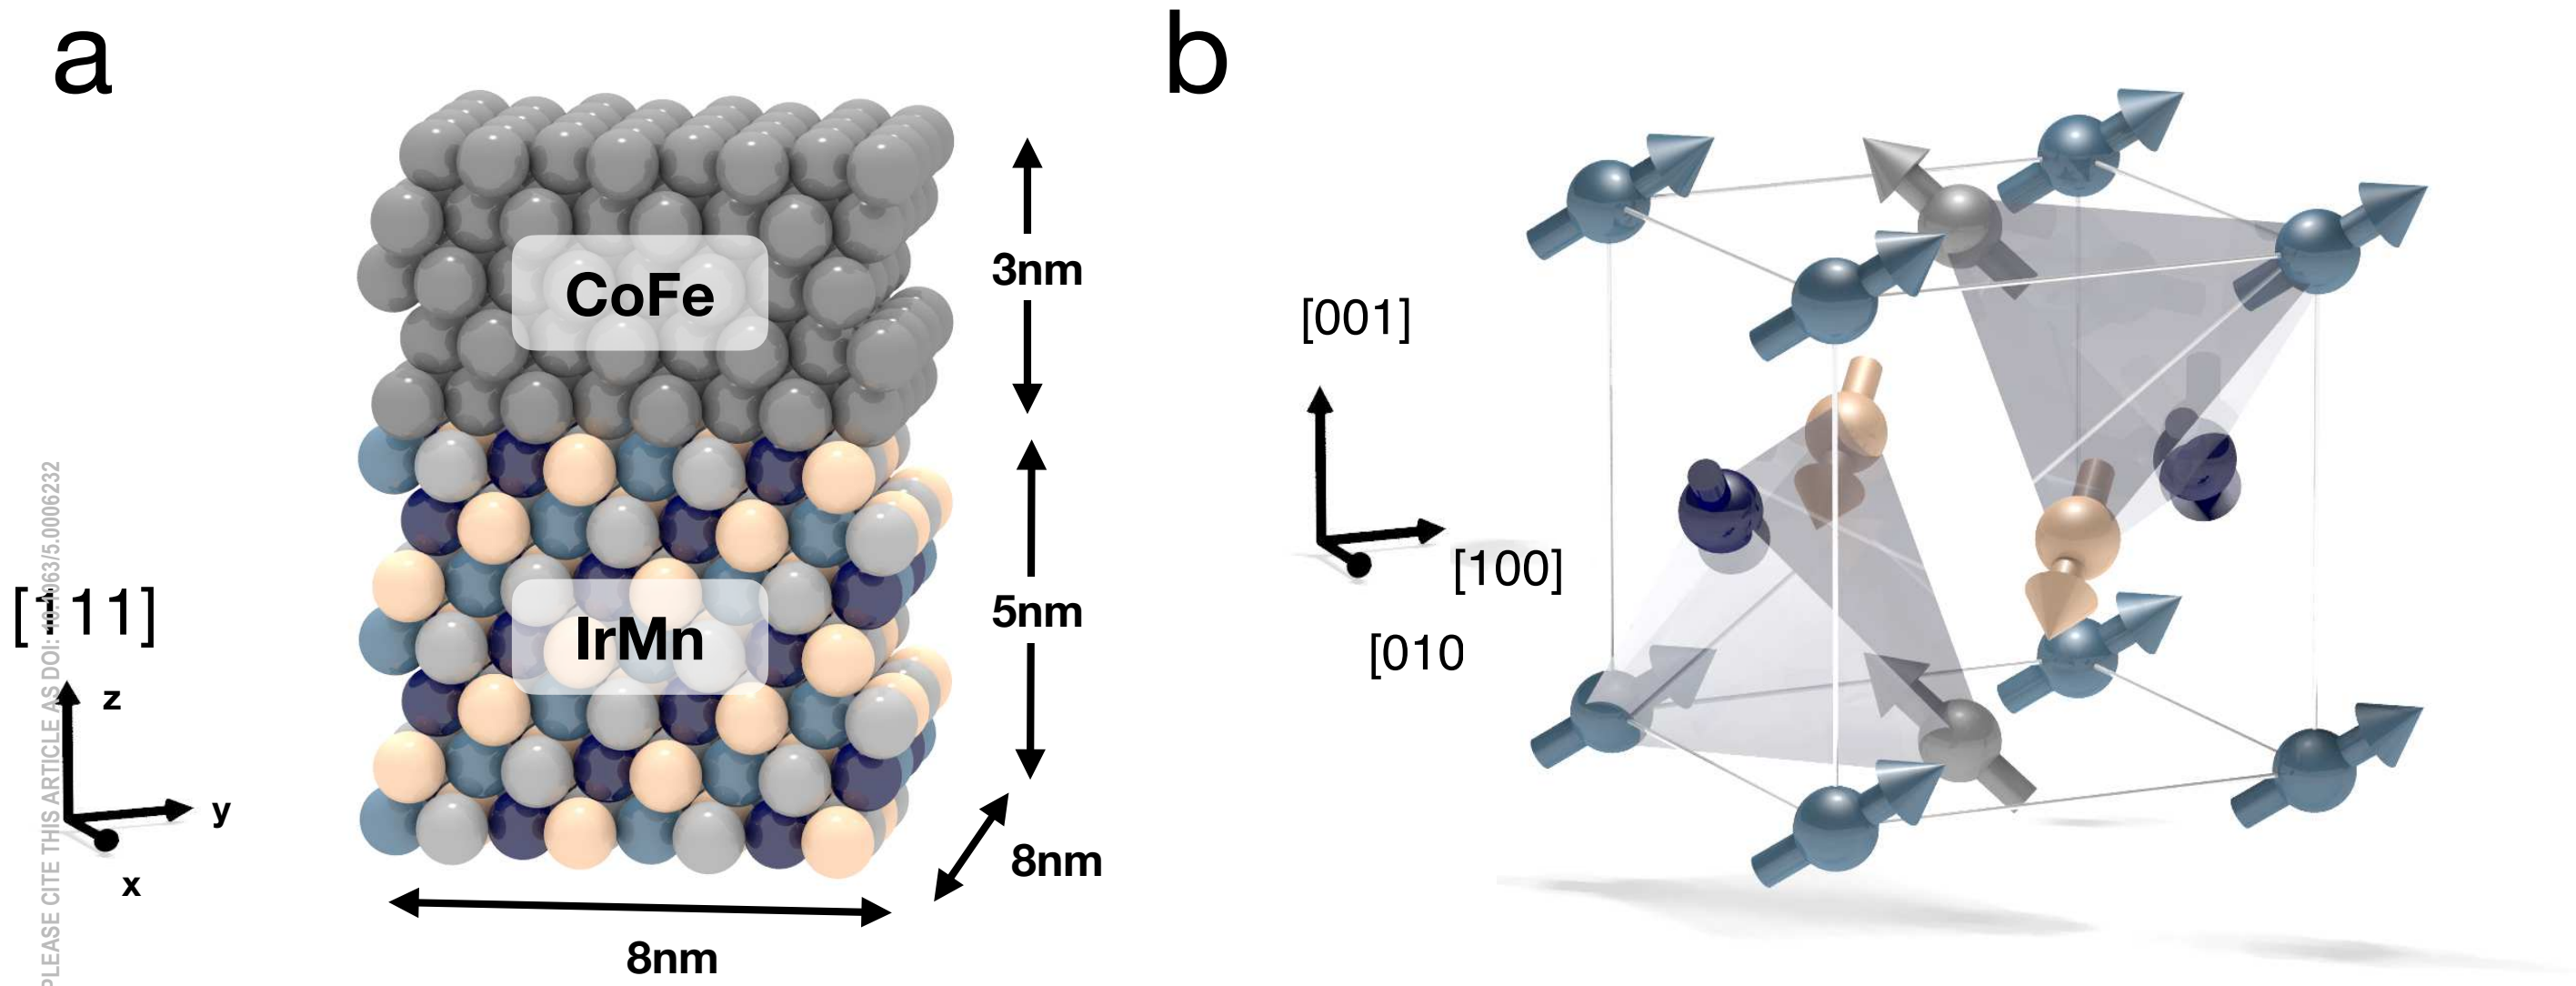 a
CoFe
IrMn
3nm
5nm
8nm
8nm
[111]
z
y
x
PLEASE CITE THIS ARTICLE AS DOI: 10.1063/5.0006232
b
[001]
[100]
[010